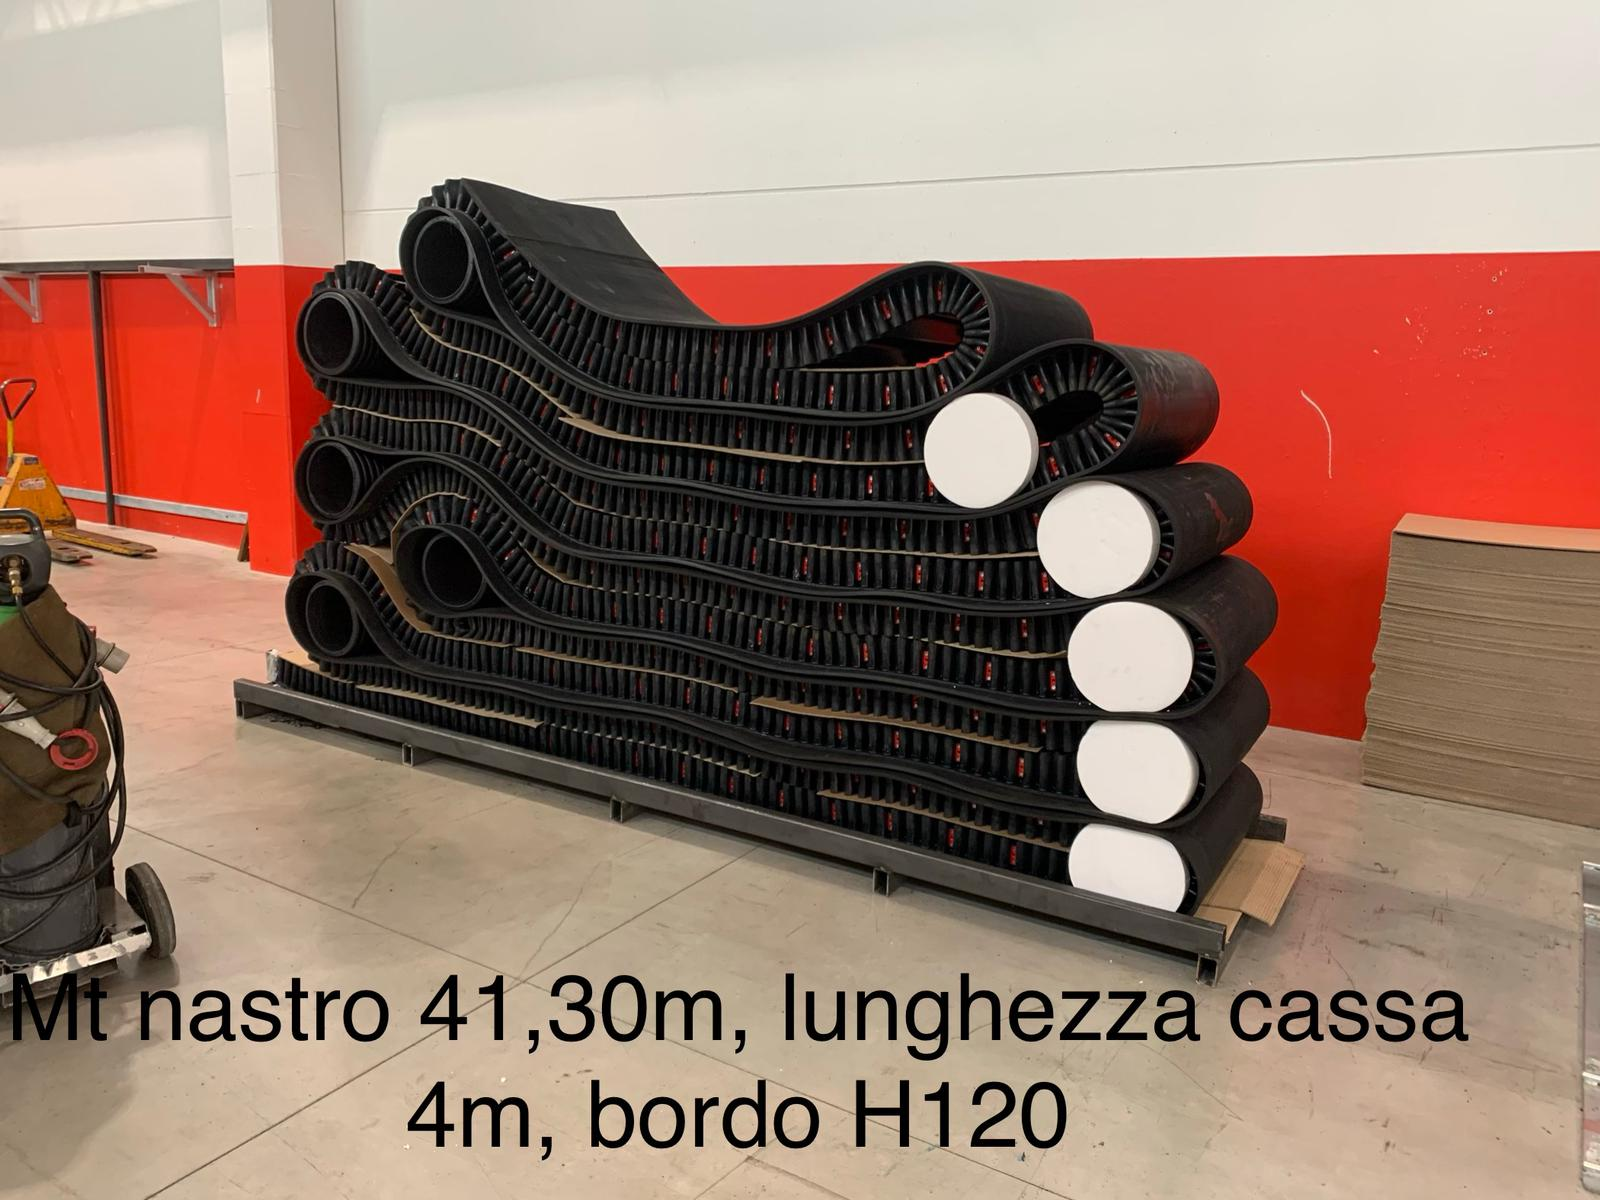 Mt nastro 41,30m, lunghezza cassa
4m, bordo H120